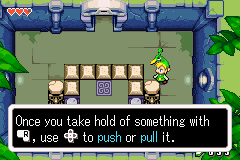 Once you take hold of something with
R, use to push or pull it.